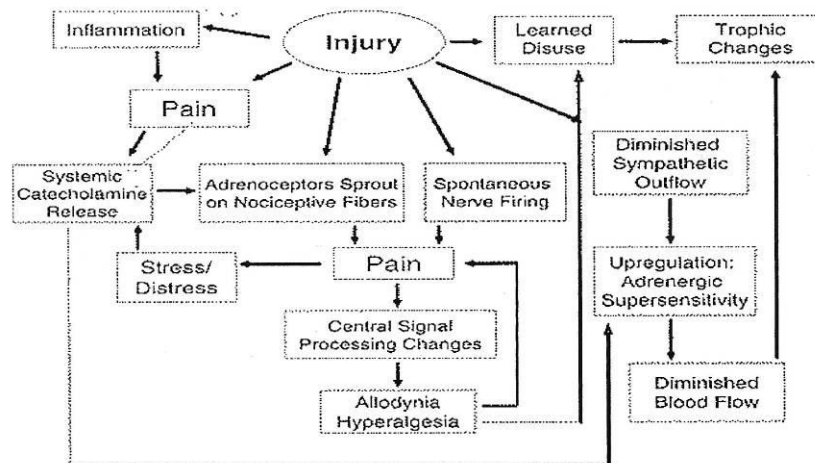 Injury
Inflammation
Learned
Disuse
Trophic
Changes
Pain
Systemic
Catecholamine
Release
Adrenoceptors Sprout
on Nociceptive Fibers
Spontaneous
Nerve Firing
Diminished
Sympathetic
Outflow
Stress/
Distress
Pain
Upregulation:
Adrenergic
Supersensitivity
Central Signal
Processing Changes
Allodynia
Hyperalgesia
Diminished
Blood Flow